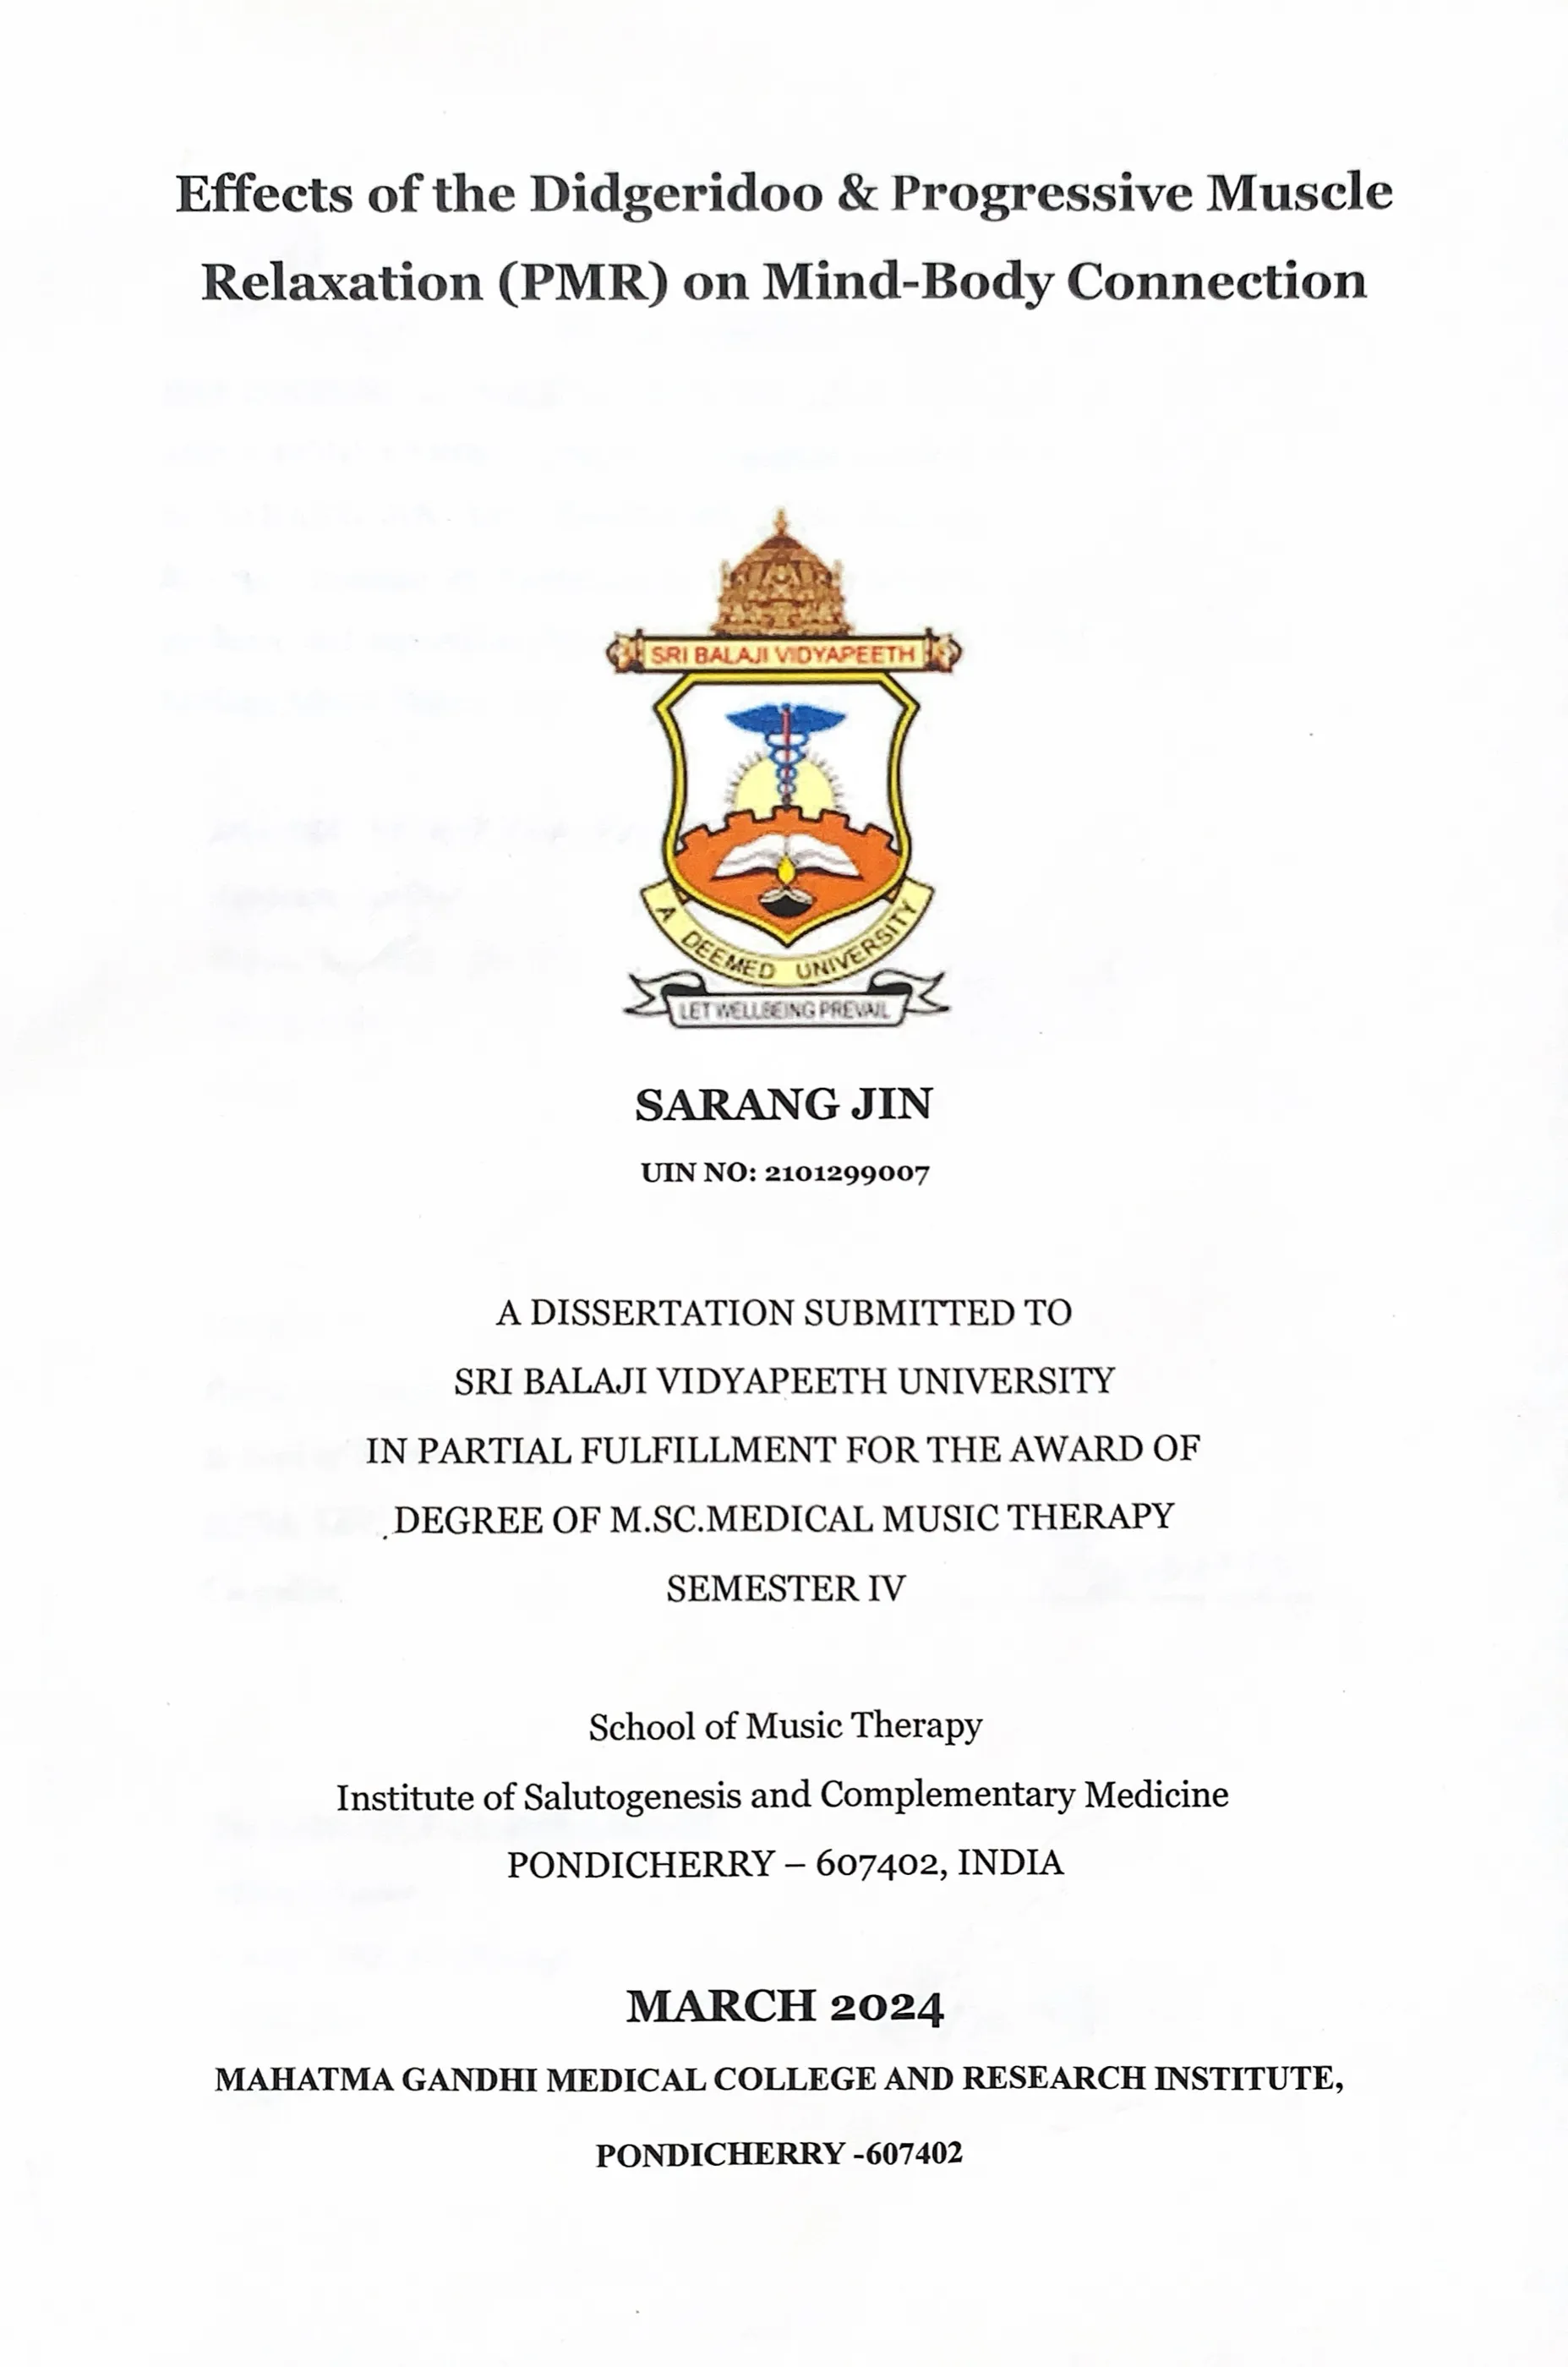 Effects of the Didgeridoo & Progressive Muscle
Relaxation (PMR) on Mind-Body Connection
SRI BALAJI VIDYAPEETH
A DEEMED UNIVERSITY
LET WELLBEING PREVAIL
SARANG JIN
UIN NO: 2101299007
A DISSERTATION SUBMITTED TO
SRI BALAJI VIDYAPEETH UNIVERSITY
IN PARTIAL FULFILLMENT FOR THE AWARD OF
DEGREE OF M.SC.MEDICAL MUSIC THERAPY
SEMESTER IV
School of Music Therapy
Institute of Salutogenesis and Complementary Medicine
PONDICHERRY – 607402, INDIA
MARCH 2024
MAHATMA GANDHI MEDICAL COLLEGE AND RESEARCH INSTITUTE,
PONDICHERRY -607402